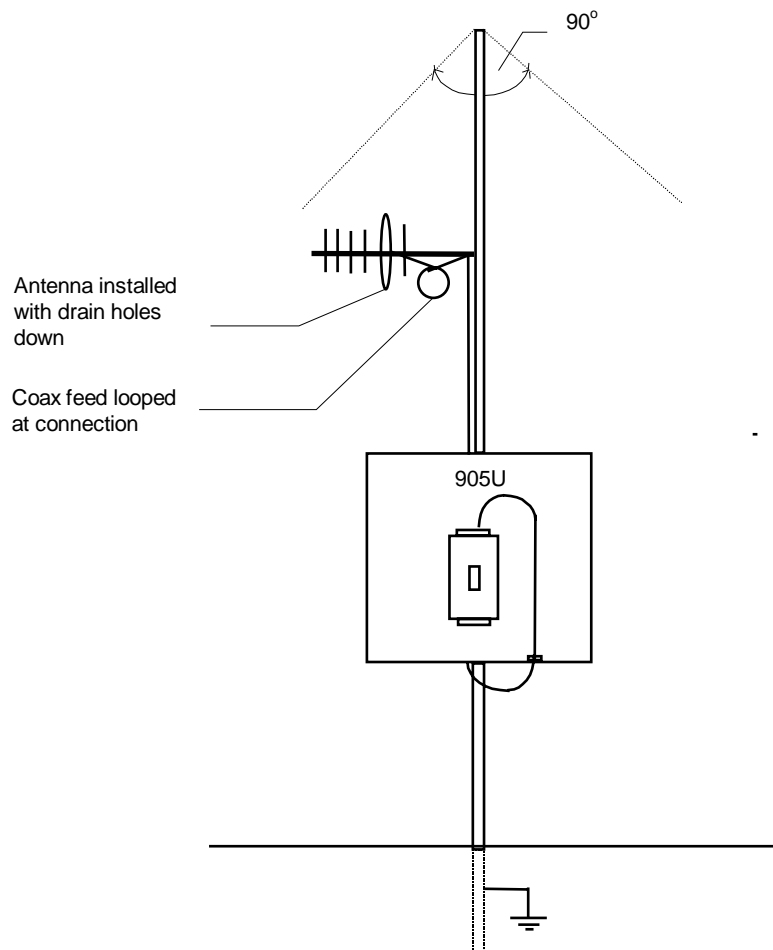 90°
Antenna installed
with drain holes
down
Coax feed looped
at connection
905U